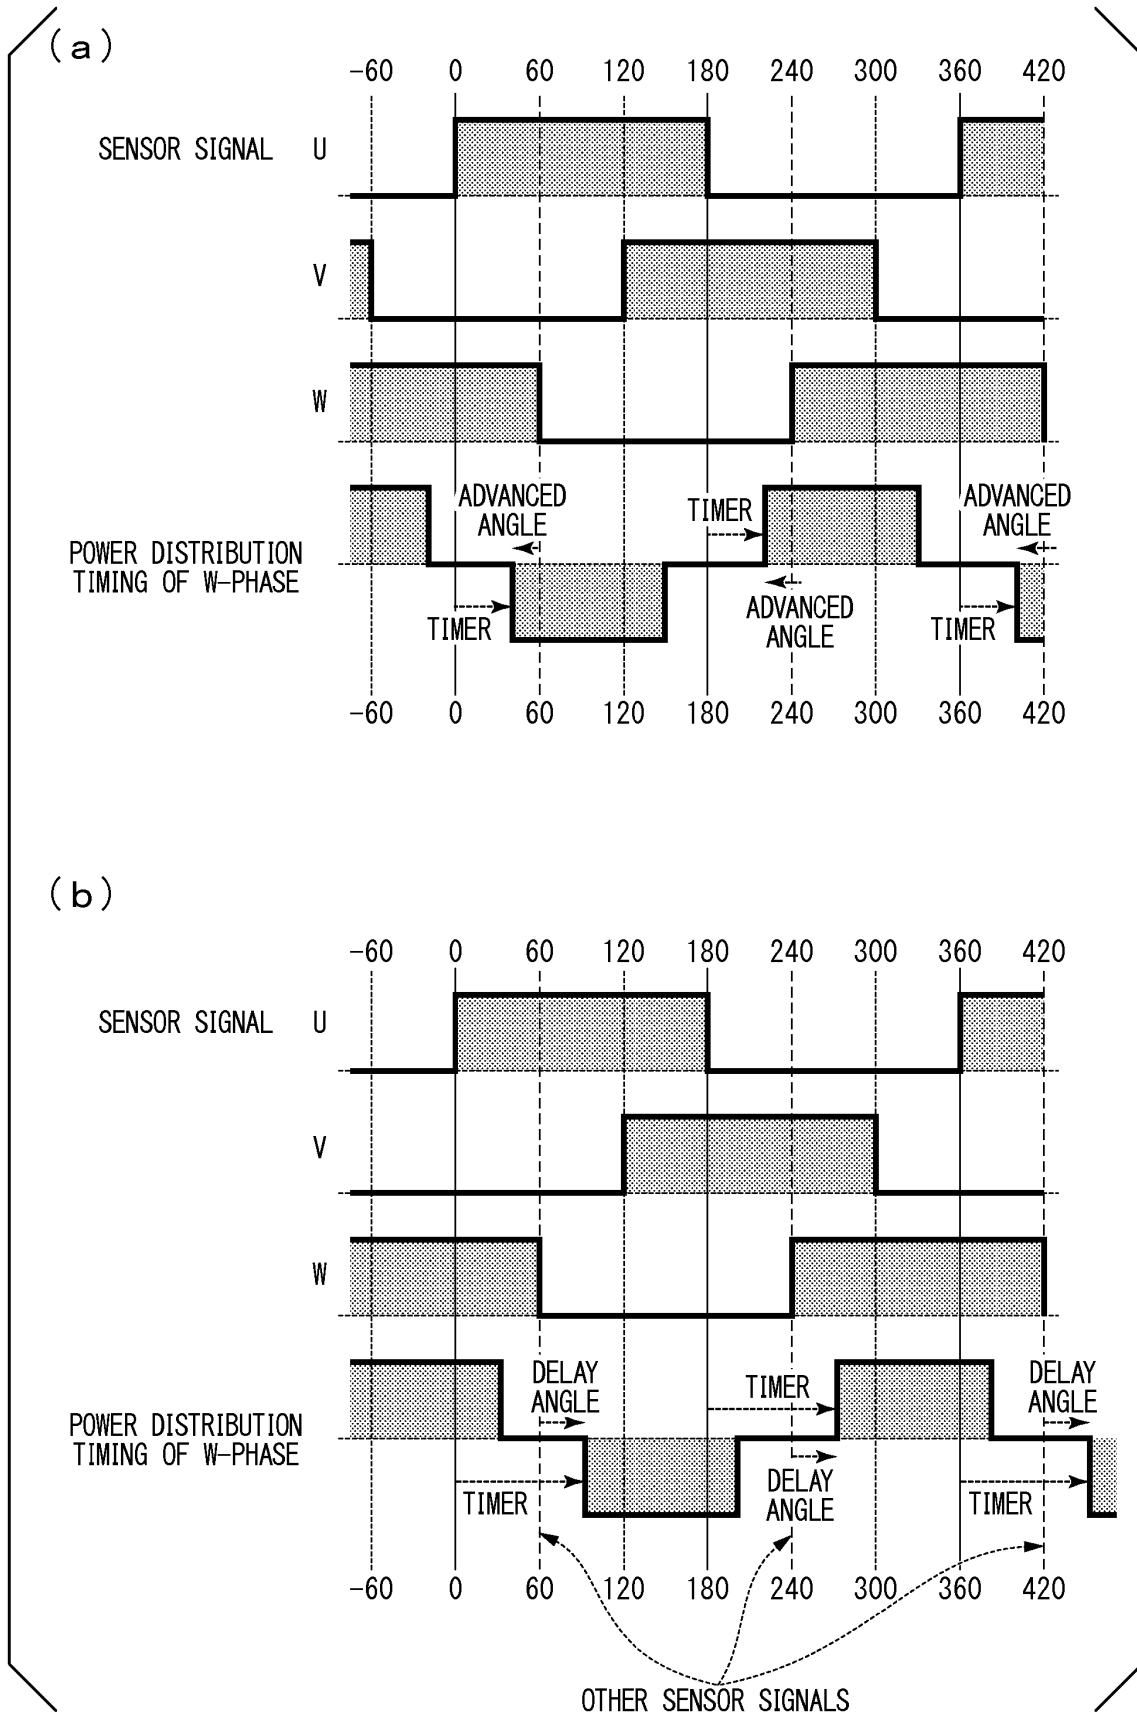 (a)
-60 0 60 120 180 240 300 360 420
SENSOR SIGNAL U
V
W
ADVANCED
ANGLE
TIMER
ADVANCED
ANGLE
POWER DISTRIBUTION
TIMING OF W-PHASE
TIMER
ADVANCED
ANGLE
TIMER
-60 0 60 120 180 240 300 360 420
(b)
-60 0 60 120 180 240 300 360 420
SENSOR SIGNAL U
V
W
DELAY
ANGLE
TIMER
DELAY
ANGLE
POWER DISTRIBUTION
TIMING OF W-PHASE
TIMER
DELAY
ANGLE
TIMER
-60 0 60 120 180 240 300 360 420
OTHER SENSOR SIGNALS